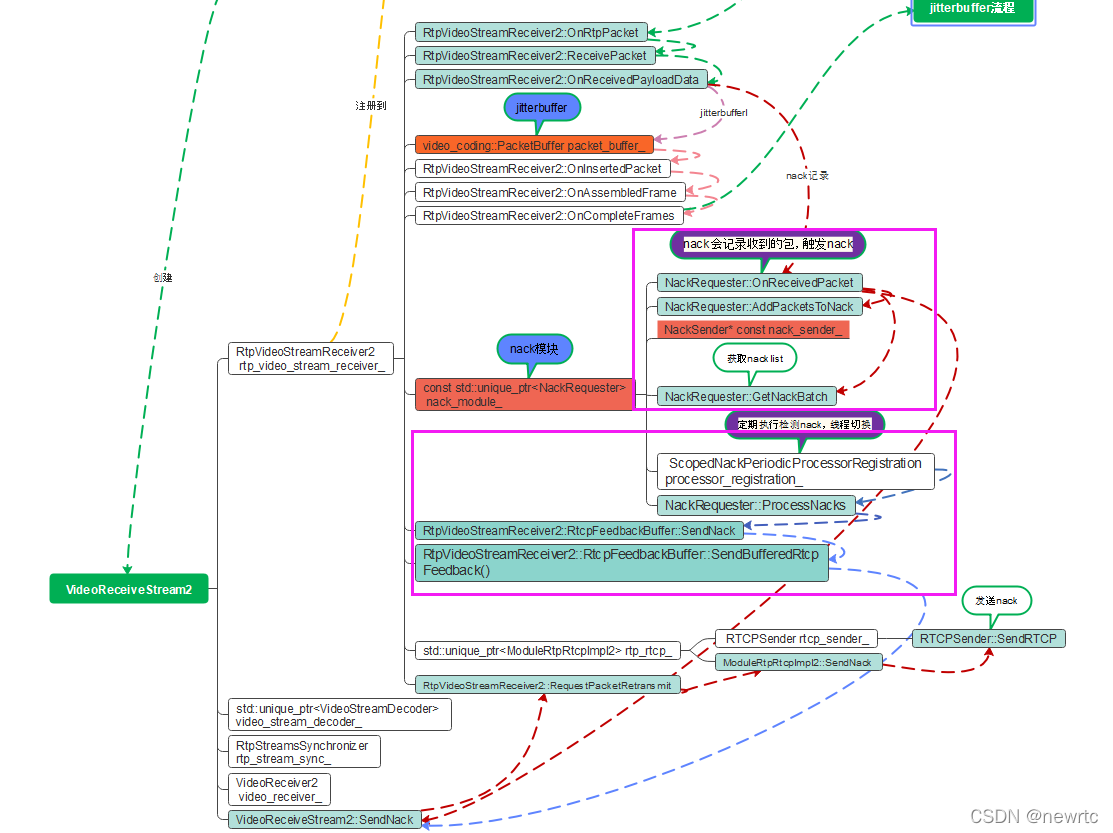 jitterbuffer流程
RtpVideoStreamReceiver2::OnRtpPacket
RtpVideoStreamReceiver2::ReceivePacket
RtpVideoStreamReceiver2::OnReceivedPayloadData
注册到
jitterbuffer
jitterbufferl
video_coding::PacketBuffer packet_buffer_
RtpVideoStreamReceiver2::OnInsertedPacket
nack记录
RtpVideoStreamReceiver2::OnAssembledFrame
RtpVideoStreamReceiver2::OnCompleteFrames
nack会记录收到的包，触发nack
创建
NackRequester::OnReceivedPacket
NackRequester::AddPacketsToNack
NackSender* const nack_sender_
nack模块
获取nacklist
RtpVideoStreamReceiver2
rtp_video_stream_receiver_
const std::unique_ptr<NackRequester>
nack_module_
NackRequester::GetNackBatch
定期执行检测nack，线程切换
ScopedNackPeriodicProcessorRegistration
processor_registration_
NackRequester::ProcessNacks
RtpVideoStreamReceiver2::RtcpFeedbackBuffer::SendNack
RtpVideoStreamReceiver2::RtcpFeedbackBuffer::SendBufferedRtcp
Feedback()
VideoReceiveStream2
发送nack
std::unique_ptr<ModuleRtpRtcpImpl2> rtp_rtcp_
RTCPSender rtcp_sender_
RTCPSender::SendRTCP
ModuleRtpRtcpImpl2::SendNack
RtpVideoStreamReceiver2::RequestPacketRetransmit
std::unique_ptr<VideoStreamDecoder>
video_stream_decoder_
RtpStreamsSynchronizer
rtp_stream_sync_
VideoReceiver2
video_receiver_
VideoReceiveStream2::SendNack
CSDN @newrtc